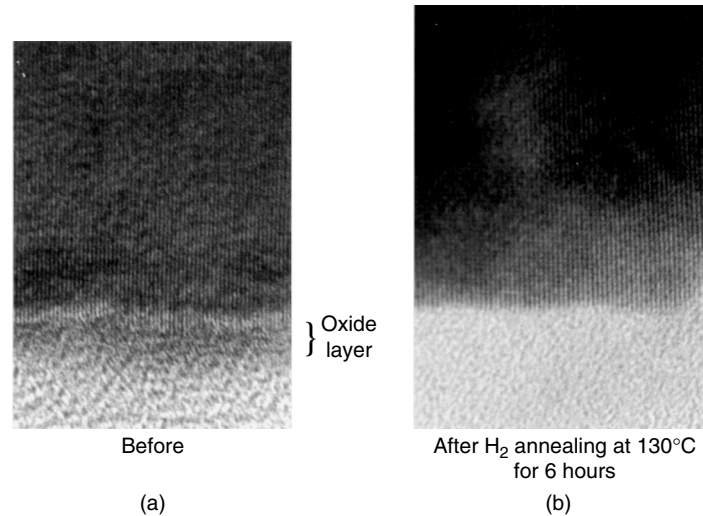 } Oxide
layer
Before
After H₂ annealing at 130°C
for 6 hours
(a)
(b)